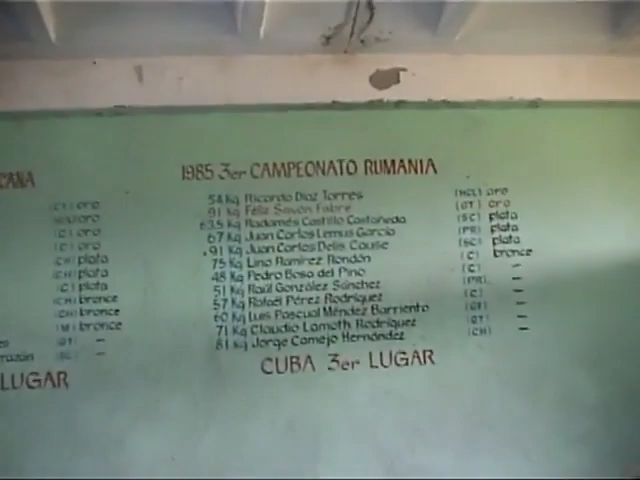 CANA
oro
oro
oro
oro
(CH) plata
(CH) plata
(C) plata
(CH) bronce
(CH) bronce
(M) bronce
(GT) -
-
LUGAR
1985 3er CAMPEONATO RUMANIA
54 Kg Ricardo Díaz Torres (HOL) oro
91 Kg Félix Savón Fabre (GT) oro
63.5 Kg Radamés Castillo Castañeda (SC) plata
67 Kg Juan Carlos Lemus García (PR) plata
+91 Kg Juan Carlos Delis Causse (SC) plata
75 Kg Lino Ramírez Rondón (C) bronce
48 Kg Pedro Bosa del Pino (C) -
51 Kg Raúl González Sánchez (PR) -
57 Kg Rafael Pérez Rodríguez (C) -
60 Kg Luis Pascual Méndez Barriento -
71 Kg Claudio Lamoth Rodríguez (GT) -
81 Kg Jorge Camejo Hernández (CH) -
CUBA 3er LUGAR